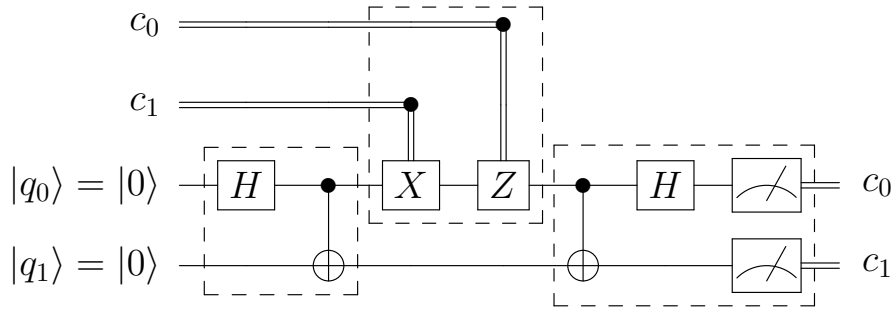 c₀
c₁
|q₀⟩ = |0⟩ H X Z H c₀
|q₁⟩ = |0⟩ c₁